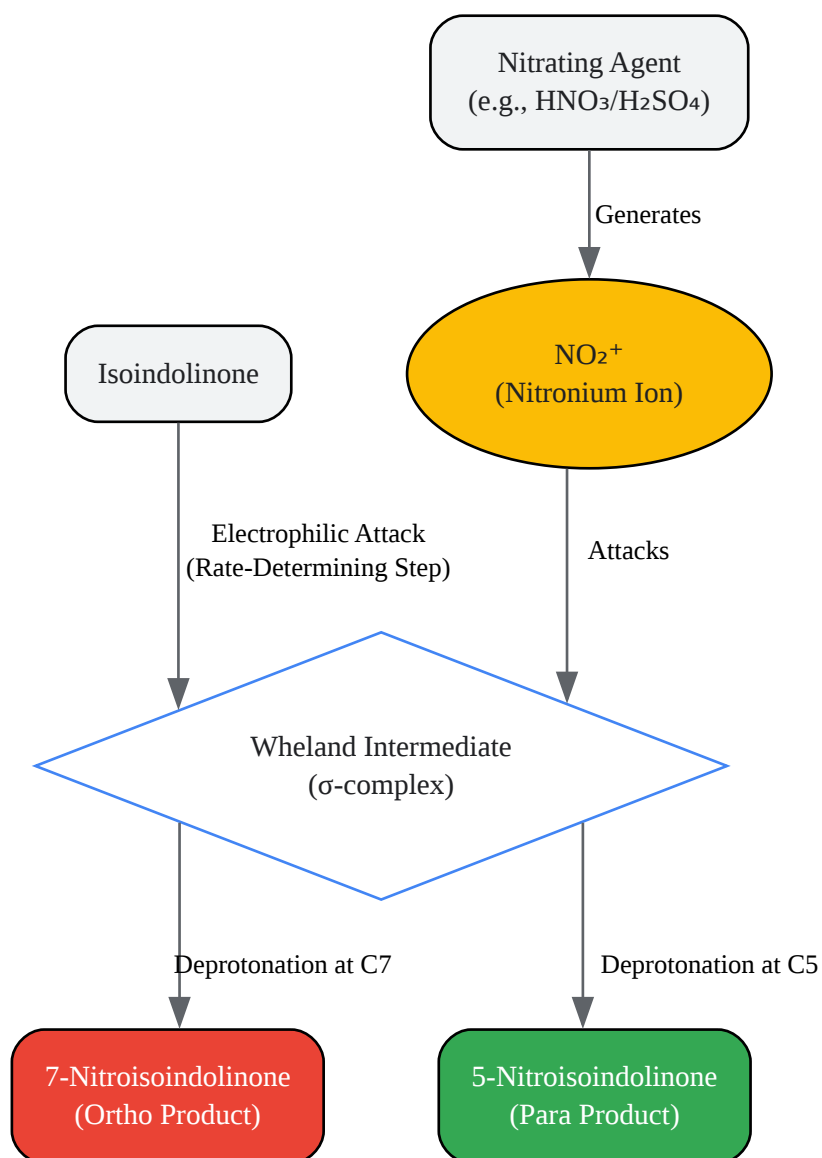 Nitrating Agent
(e.g., HNO₃/H₂SO₄)
Generates
NO₂⁺
(Nitronium Ion)
Isoindolinone
Electrophilic Attack
(Rate-Determining Step)
Attacks
Wheland Intermediate
(σ-complex)
Deprotonation at C7
Deprotonation at C5
7-Nitroisoindolinone
(Ortho Product)
5-Nitroisoindolinone
(Para Product)